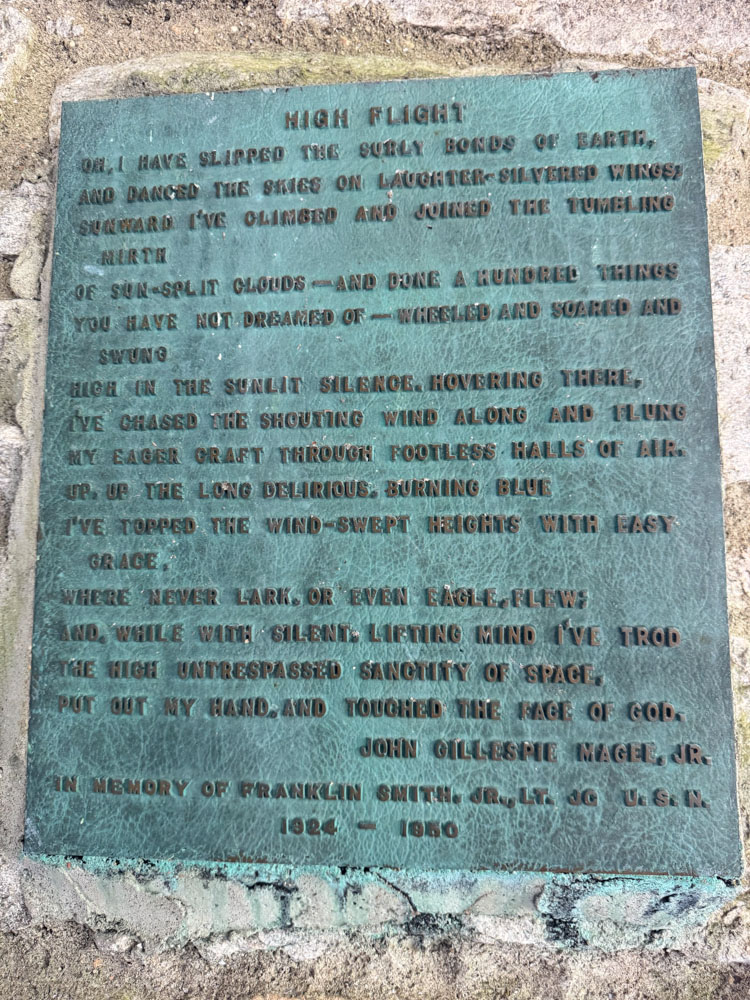 HIGH FLIGHT
OH, I HAVE SLIPPED THE SURLY BONDS OF EARTH,
AND DANCED THE SKIES ON LAUGHTER-SILVERED WINGS;
SUNWARD I'VE CLIMBED AND JOINED THE TUMBLING
MIRTH
OF SUN-SPLIT CLOUDS—AND DONE A HUNDRED THINGS
YOU HAVE NOT DREAMED OF—WHEELED AND SOARED AND
SWUNG
HIGH IN THE SUNLIT SILENCE. HOVERING THERE,
I'VE CHASED THE SHOUTING WIND ALONG AND FLUNG
MY EAGER CRAFT THROUGH FOOTLESS HALLS OF AIR.
UP, UP THE LONG DELIRIOUS, BURNING BLUE
I'VE TOPPED THE WIND-SWEPT HEIGHTS WITH EASY
GRACE,
WHERE NEVER LARK, OR EVEN EAGLE, FLEW;
AND, WHILE WITH SILENT, LIFTING MIND I'VE TROD
THE HIGH UNTRESPASSED SANCTITY OF SPACE,
PUT OUT MY HAND, AND TOUCHED THE FACE OF GOD.
JOHN GILLESPIE MAGEE, JR.
IN MEMORY OF FRANKLIN SMITH, JR., LT. JG U.S.N.
1924 — 1950